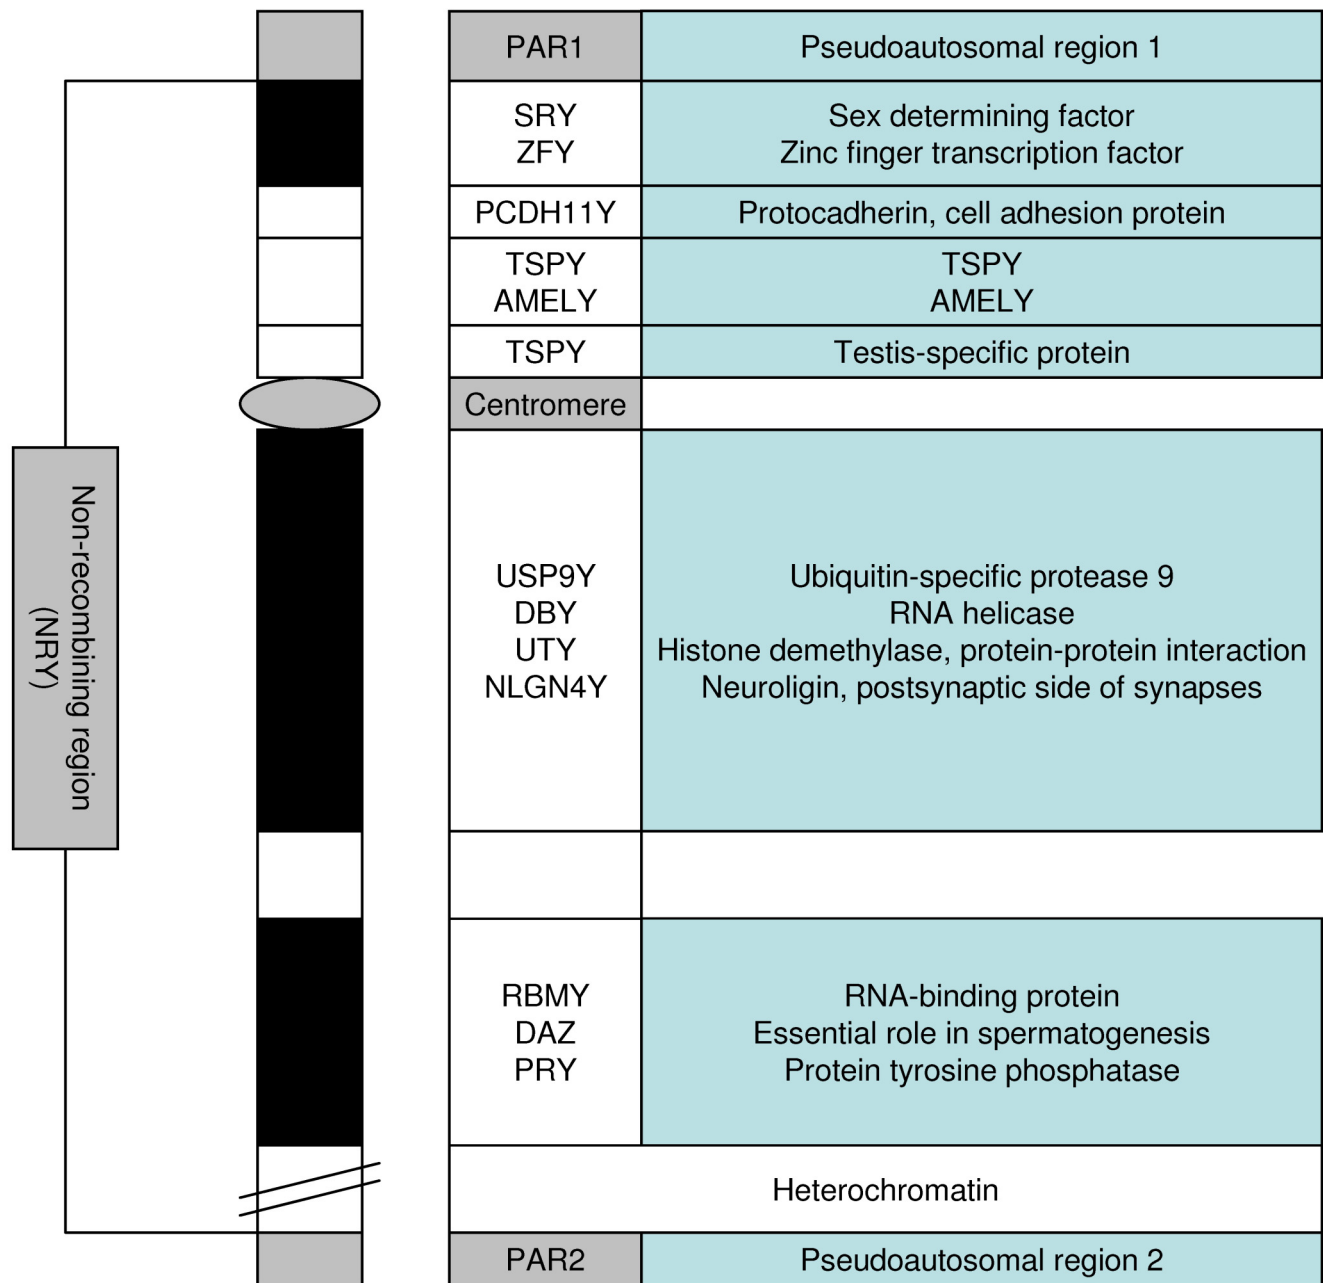 PAR1 Pseudoautosomal region 1
SRY Sex determining factor
ZFY Zinc finger transcription factor
PCDH11Y Protocadherin, cell adhesion protein
TSPY TSPY
AMELY AMELY
TSPY Testis-specific protein
Centromere
Non-recombining region
(NRY)
USP9Y Ubiquitin-specific protease 9
DBY RNA helicase
UTY Histone demethylase, protein-protein interaction
NLGN4Y Neuroligin, postsynaptic side of synapses
RBMY RNA-binding protein
DAZ Essential role in spermatogenesis
PRY Protein tyrosine phosphatase
Heterochromatin
PAR2 Pseudoautosomal region 2